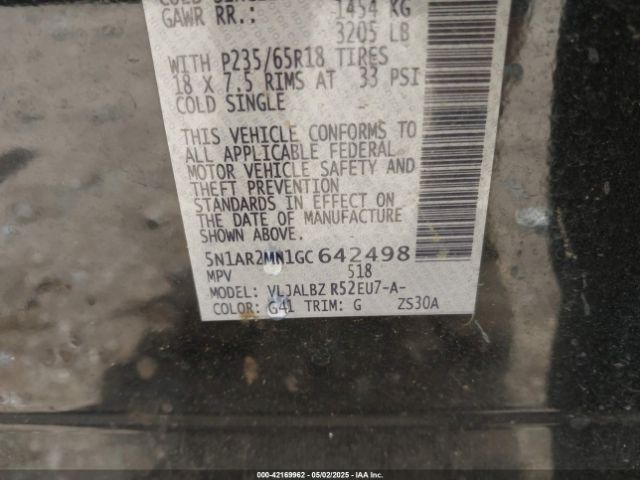 GAWR RR.: 1454 KG
3205 LB
WITH P235/65R18 TIRES
18 X 7.5 RIMS AT 33 PSI
COLD SINGLE
THIS VEHICLE CONFORMS TO
ALL APPLICABLE FEDERAL
MOTOR VEHICLE SAFETY AND
THEFT PREVENTION
STANDARDS IN EFFECT ON
THE DATE OF MANUFACTURE
SHOWN ABOVE.
5N1AR2MN1GC 642498
MPV 518
MODEL: VLJALBZ R52EU7-A-
COLOR: G41 TRIM: G ZS30A
000-42169962 - 05/02/2025 - IAA Inc.